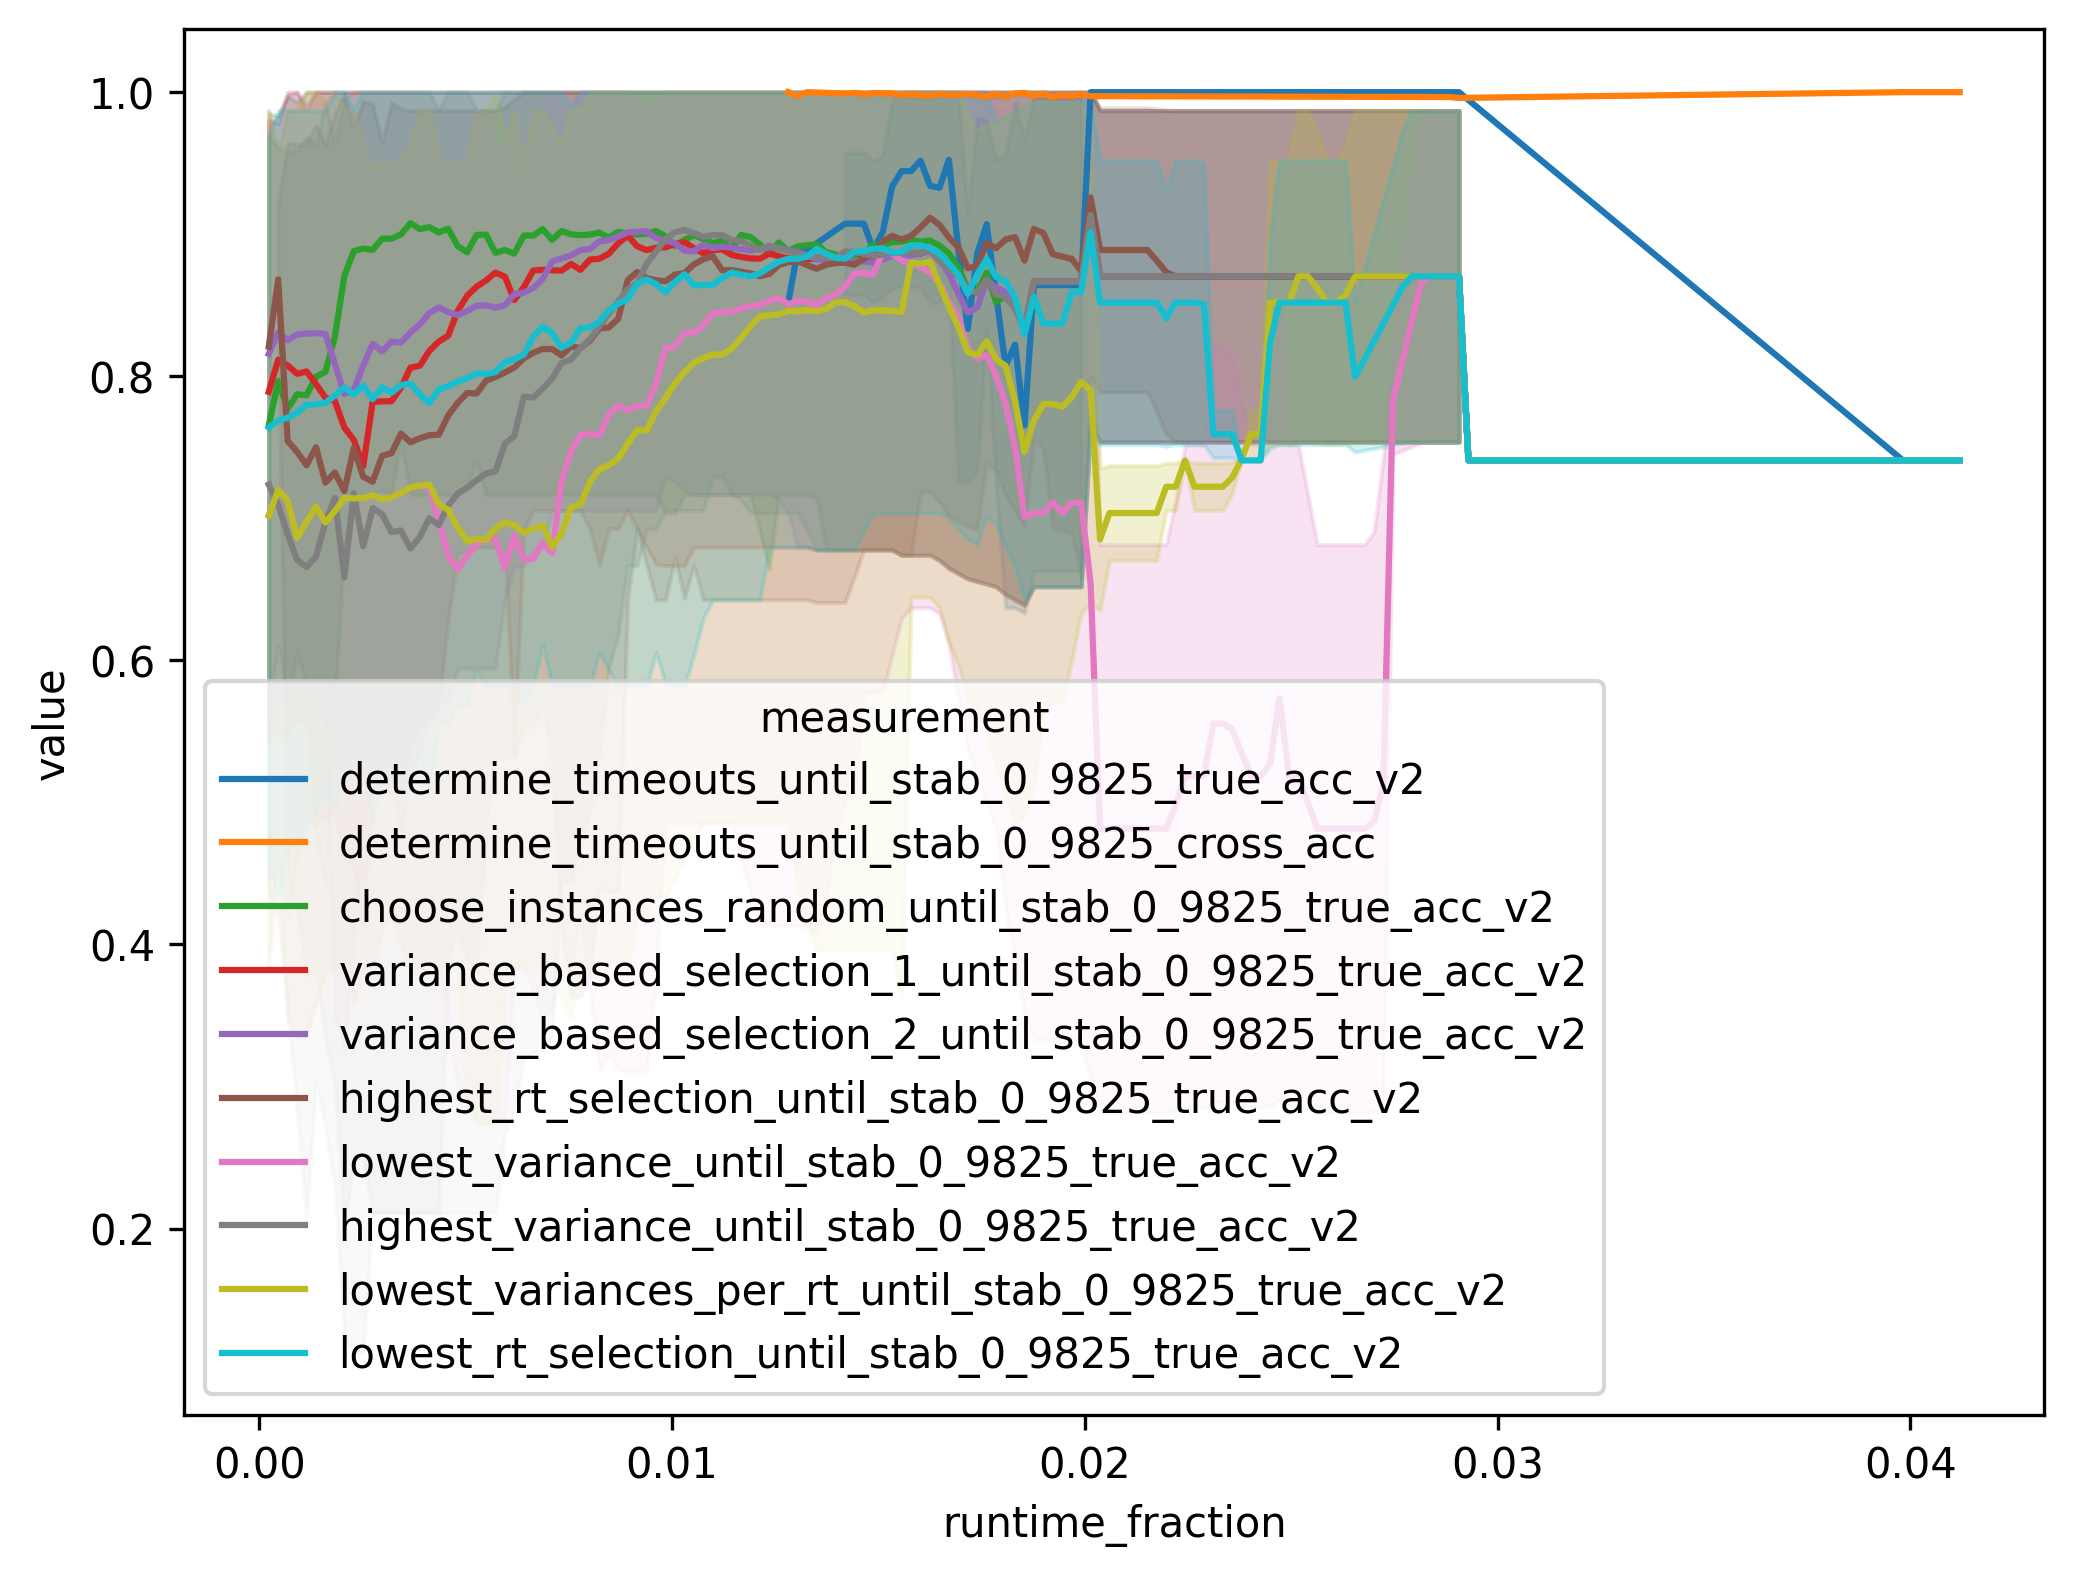 1.0
0.8
0.6
0.4
0.2
value
measurement
determine_timeouts_until_stab_0_9825_true_acc_v2
determine_timeouts_until_stab_0_9825_cross_acc
choose_instances_random_until_stab_0_9825_true_acc_v2
variance_based_selection_1_until_stab_0_9825_true_acc_v2
variance_based_selection_2_until_stab_0_9825_true_acc_v2
highest_rt_selection_until_stab_0_9825_true_acc_v2
lowest_variance_until_stab_0_9825_true_acc_v2
highest_variance_until_stab_0_9825_true_acc_v2
lowest_variances_per_rt_until_stab_0_9825_true_acc_v2
lowest_rt_selection_until_stab_0_9825_true_acc_v2
0.00 0.01 0.02 0.03 0.04
runtime_fraction